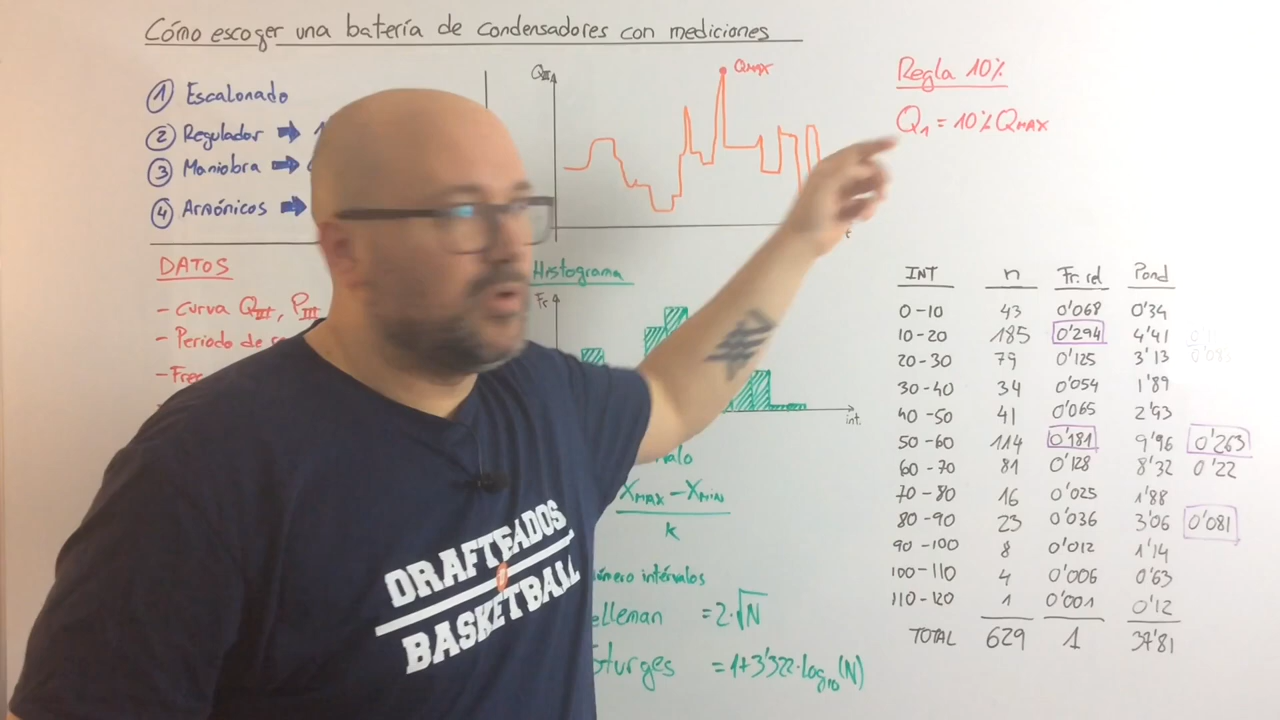 Cómo escoger una batería de condensadores con mediciones
1 Escalonado
2 Regulador ➡ 1
3 Maniobra ➡
4 Armónicos ➡
DATOS
- curva QIII, PIII
- Periodo de
QIII
QMAX
t
Histograma
Fr
int.
XMAX - XMIN
k
intérvalos
= 2·√N
Sturges = 1+3'322·log10(N)
Regla 10%
Q1 = 10% QMAX
INT n Fr. rel Pond
0-10 43 0'068 0'34
10-20 185 0'294 4'41
20-30 79 0'125 3'13
30-40 34 0'054 1'89
40-50 41 0'065 2'93
50-60 114 0'181 9'96 0'263
60-70 81 0'128 8'32 0'22
70-80 16 0'025 1'88
80-90 23 0'036 3'06 0'081
90-100 8 0'012 1'14
100-110 4 0'006 0'63
110-120 1 0'001 0'12
TOTAL 629 1 37'81
DRAFTEADOS
BASKETBALL